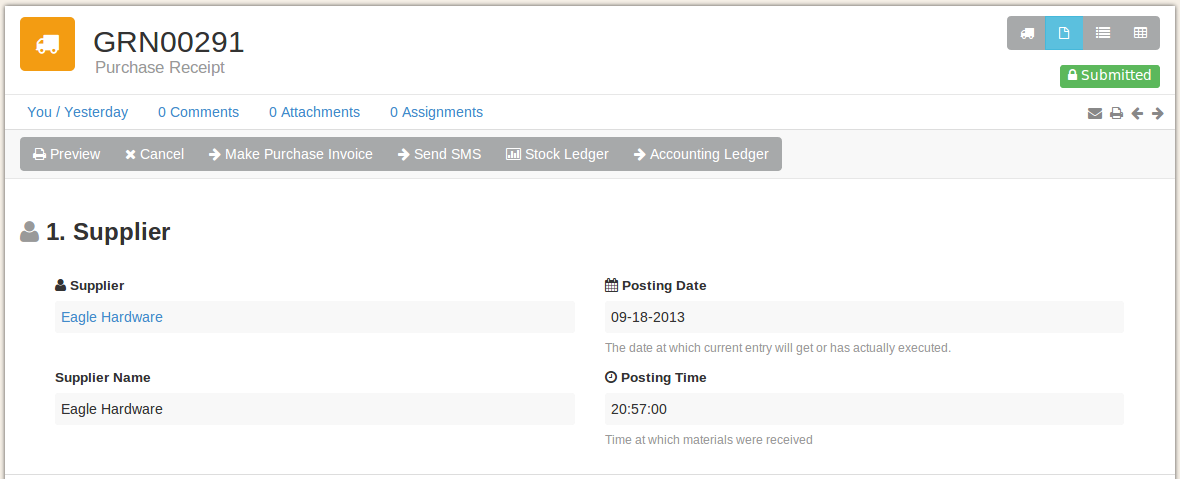 GRN00291
Purchase Receipt
Submitted
You / Yesterday 0 Comments 0 Attachments 0 Assignments
Preview Cancel Make Purchase Invoice Send SMS Stock Ledger Accounting Ledger
1. Supplier
Supplier
Eagle Hardware
Posting Date
09-18-2013
The date at which current entry will get or has actually executed.
Supplier Name
Eagle Hardware
Posting Time
20:57:00
Time at which materials were received